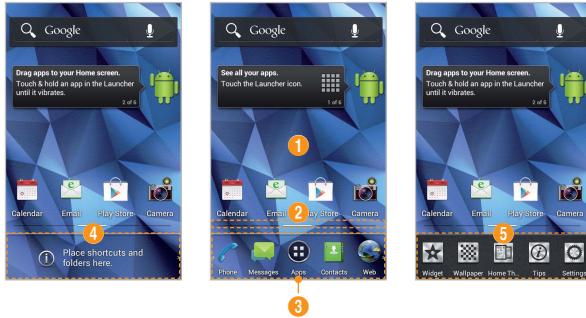 Google
Drag apps to your Home screen.
Touch & hold an app in the Launcher
until it vibrates.
2 of 6
Calendar Email Play Store Camera
4
Place shortcuts and
folders here.
Google
See all your apps.
Touch the Launcher icon.
1 of 6
1
Calendar Email Play Store Camera
2
Phone Messages Apps Contacts Web
3
Google
Drag apps to your Home screen.
Touch & hold an app in the Launcher
until it vibrates.
2 of 6
Calendar Email Play Store Camera
5
Widget Wallpaper Home Th... Tips Settings